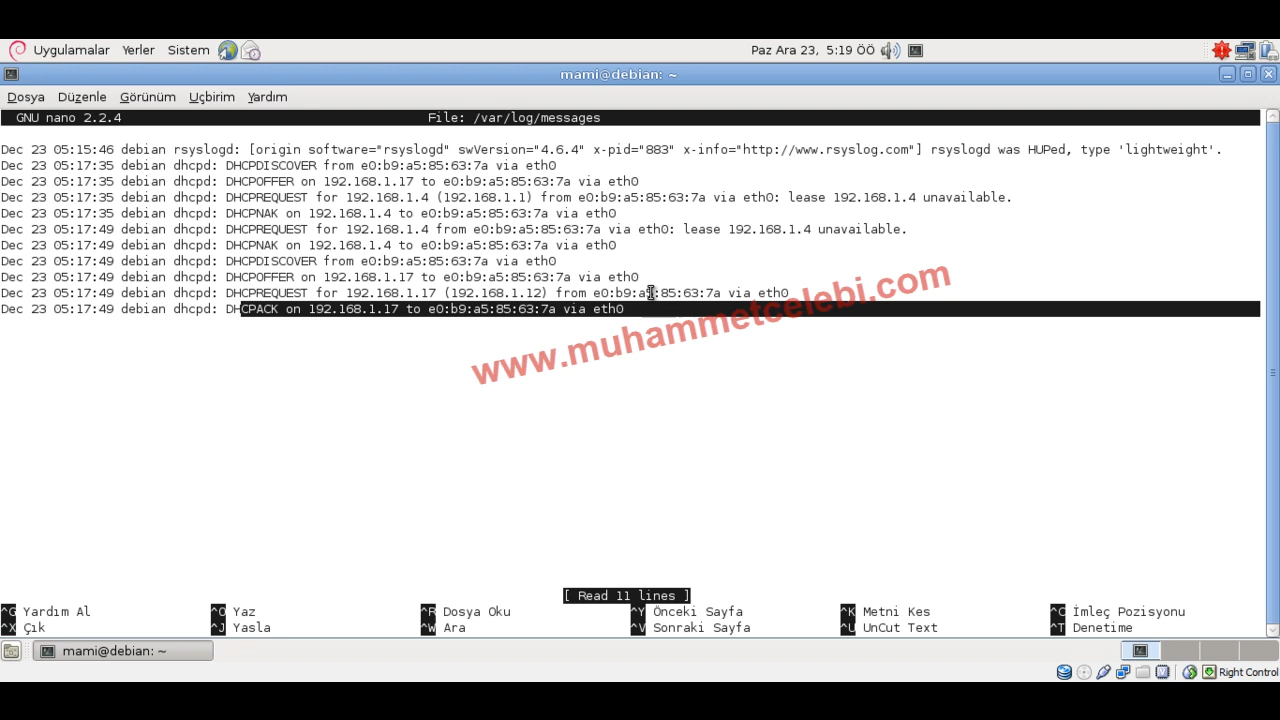 Uygulamalar Yerler Sistem Paz Ara 23, 5:19 ÖÖ
mami@debian: ~
Dosya Düzenle Görünüm Uçbirim Yardım
GNU nano 2.2.4 File: /var/log/messages
Dec 23 05:15:46 debian rsyslogd: [origin software="rsyslogd" swVersion="4.6.4" x-pid="883" x-info="http://www.rsyslog.com"] rsyslogd was HUPed, type 'lightweight'.
Dec 23 05:17:35 debian dhcpd: DHCPDISCOVER from e0:b9:a5:85:63:7a via eth0
Dec 23 05:17:35 debian dhcpd: DHCPOFFER on 192.168.1.17 to e0:b9:a5:85:63:7a via eth0
Dec 23 05:17:35 debian dhcpd: DHCPREQUEST for 192.168.1.4 (192.168.1.1) from e0:b9:a5:85:63:7a via eth0: lease 192.168.1.4 unavailable.
Dec 23 05:17:35 debian dhcpd: DHCPNAK on 192.168.1.4 to e0:b9:a5:85:63:7a via eth0
Dec 23 05:17:49 debian dhcpd: DHCPREQUEST for 192.168.1.4 from e0:b9:a5:85:63:7a via eth0: lease 192.168.1.4 unavailable.
Dec 23 05:17:49 debian dhcpd: DHCPNAK on 192.168.1.4 to e0:b9:a5:85:63:7a via eth0
Dec 23 05:17:49 debian dhcpd: DHCPDISCOVER from e0:b9:a5:85:63:7a via eth0
Dec 23 05:17:49 debian dhcpd: DHCPOFFER on 192.168.1.17 to e0:b9:a5:85:63:7a via eth0
Dec 23 05:17:49 debian dhcpd: DHCPREQUEST for 192.168.1.17 (192.168.1.12) from e0:b9:a5:85:63:7a via eth0
Dec 23 05:17:49 debian dhcpd: DHCPACK on 192.168.1.17 to e0:b9:a5:85:63:7a via eth0
www.muhammetcelebi.com
[ Read 11 lines ]
^G Yardım Al ^O Yaz ^R Dosya Oku ^Y Önceki Sayfa ^K Metni Kes ^C İmleç Pozisyonu
^X Çık ^J Yasla ^W Ara ^V Sonraki Sayfa ^U UnCut Text ^T Denetime
mami@debian: ~
Right Control